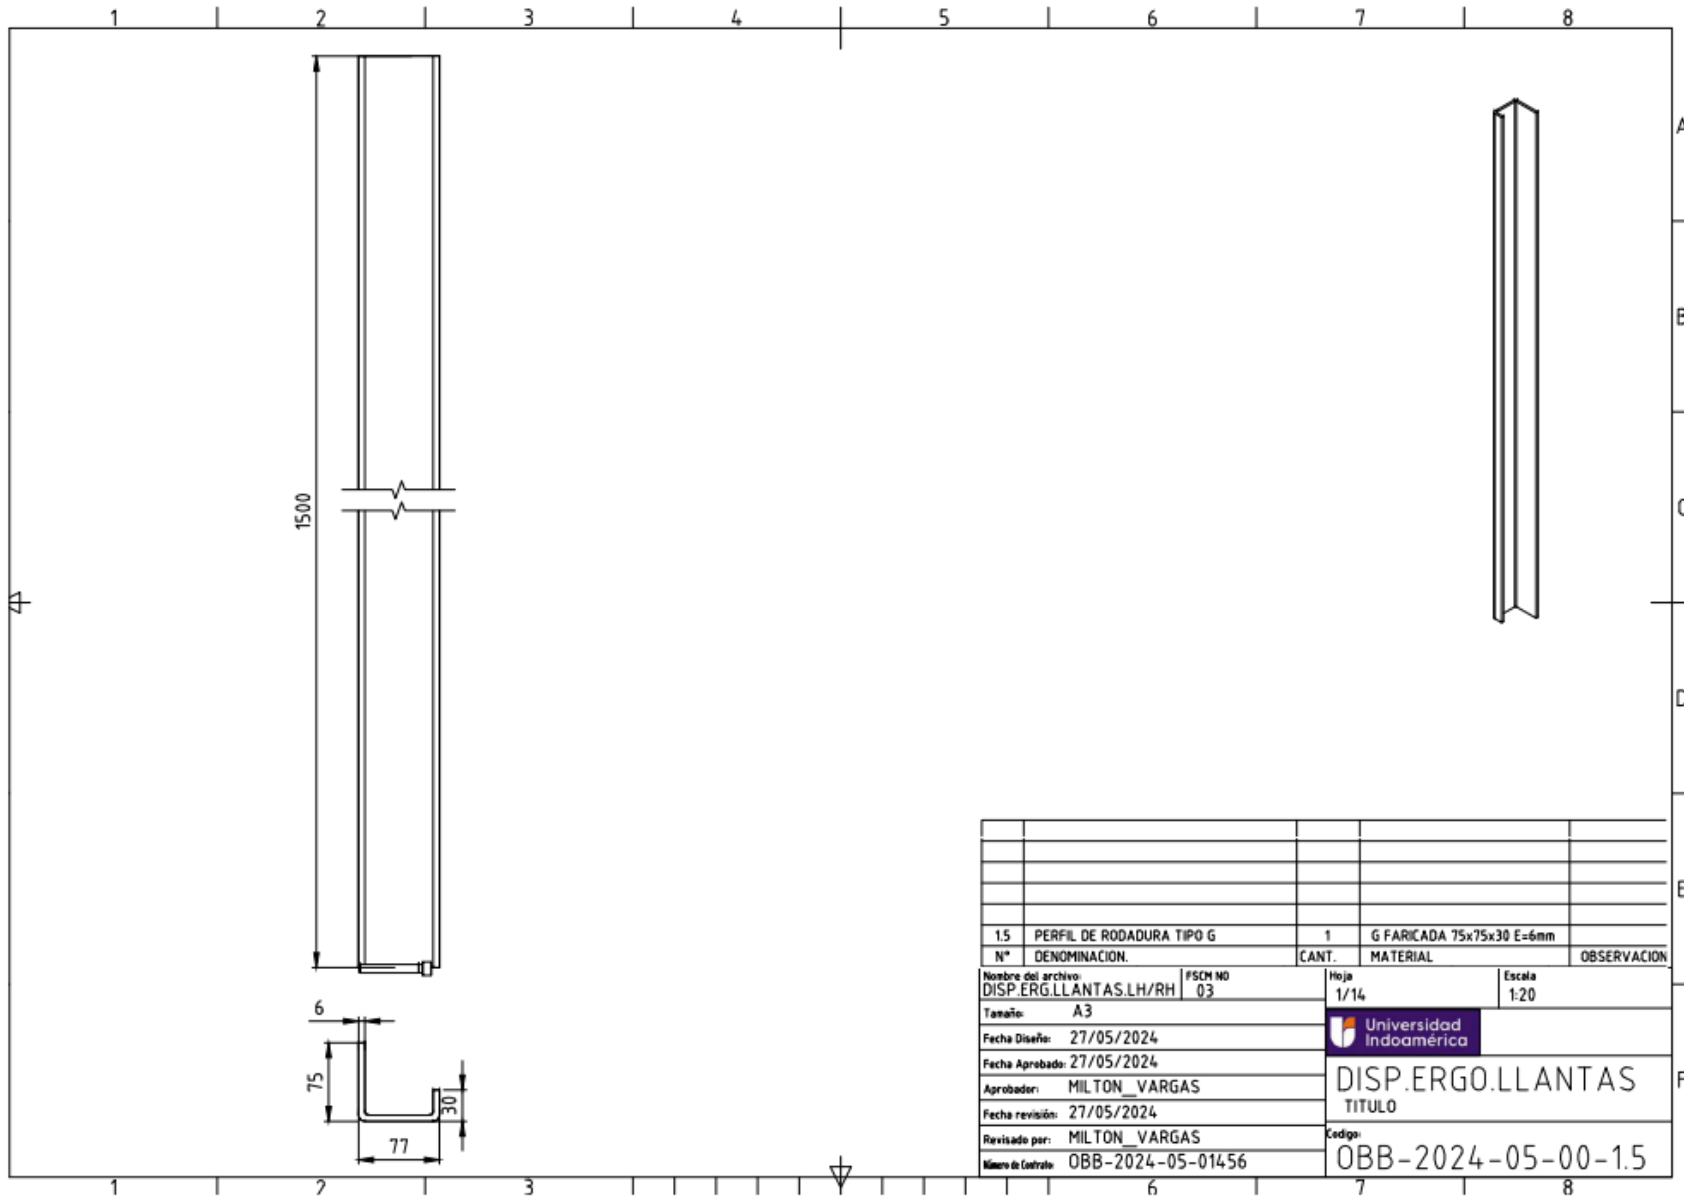 1 2 3 4 5 6 7 8
A
B
C
D
E
F
1500
6
75
30
77
1.5 PERFIL DE RODADURA TIPO G 1 G FARICADA 75x75x30 E=6mm
N° DENOMINACION. CANT. MATERIAL OBSERVACION
Nombre del archivo: FSCM NO Hoja Escala
DISP.ERG.LLANTAS.LH/RH 03 1/14 1:20
Tamaño: A3
Fecha Diseño: 27/05/2024
Fecha Aprobado: 27/05/2024
Aprobador: MILTON_VARGAS
Fecha revisión: 27/05/2024
Revisado por: MILTON_VARGAS
Número de Contrato: OBB-2024-05-01456
Universidad
Indoamérica
DISP.ERGO.LLANTAS
TITULO
Codigo:
OBB-2024-05-00-1.5
1 2 3 6 7 8